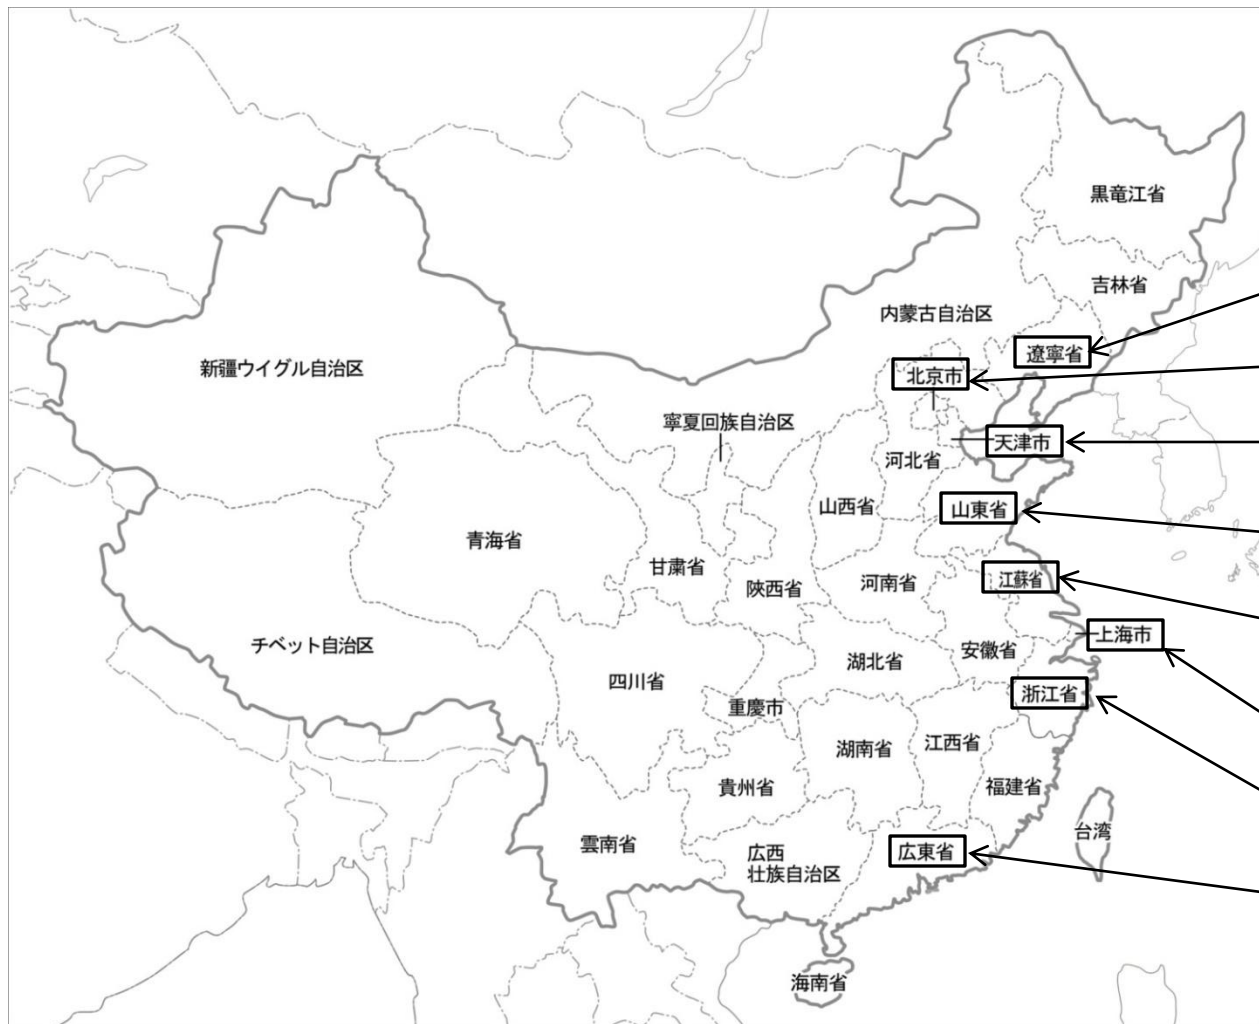 黒竜江省
吉林省
内蒙古自治区
遼寧省
新疆ウイグル自治区
北京市
寧夏回族自治区
天津市
河北省
山西省
山東省
青海省
甘粛省
陝西省
河南省
江蘇省
チベット自治区
上海市
安徽省
湖北省
四川省
浙江省
重慶市
江西省
湖南省
福建省
貴州省
台湾
雲南省
広東省
広西
壮族自治区
海南省